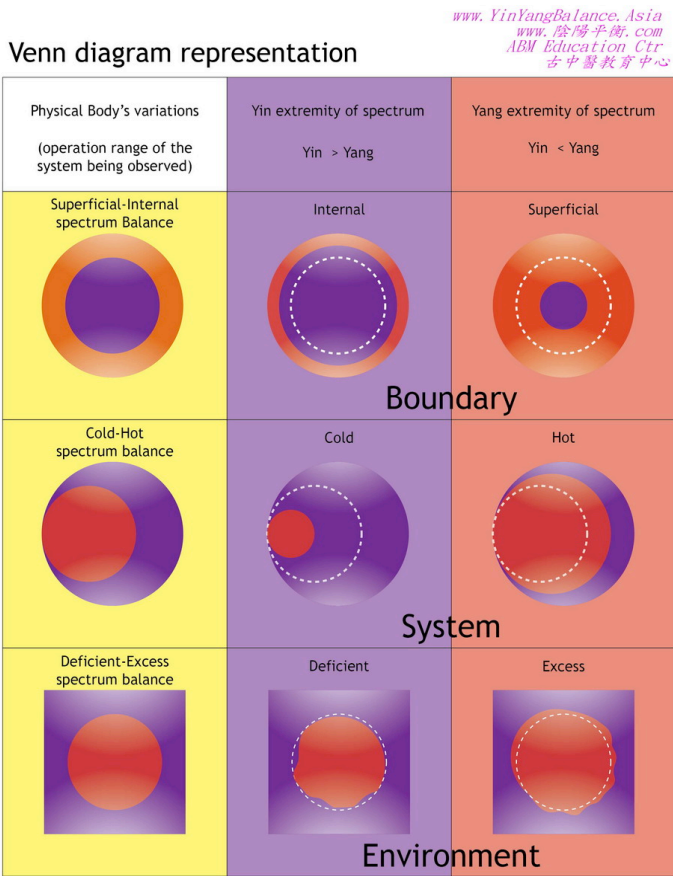 www. YinYangBalance. Asia
www. 陰陽平衡. com
ABM Education Ctr
古中醫教育中心
Venn diagram representation
Physical Body's variations
(operation range of the
system being observed)
Yin extremity of spectrum
Yin > Yang
Yang extremity of spectrum
Yin < Yang
Superficial-Internal
spectrum Balance
Internal
Superficial
Boundary
Cold-Hot
spectrum balance
Cold
Hot
System
Deficient-Excess
spectrum balance
Deficient
Excess
Environment